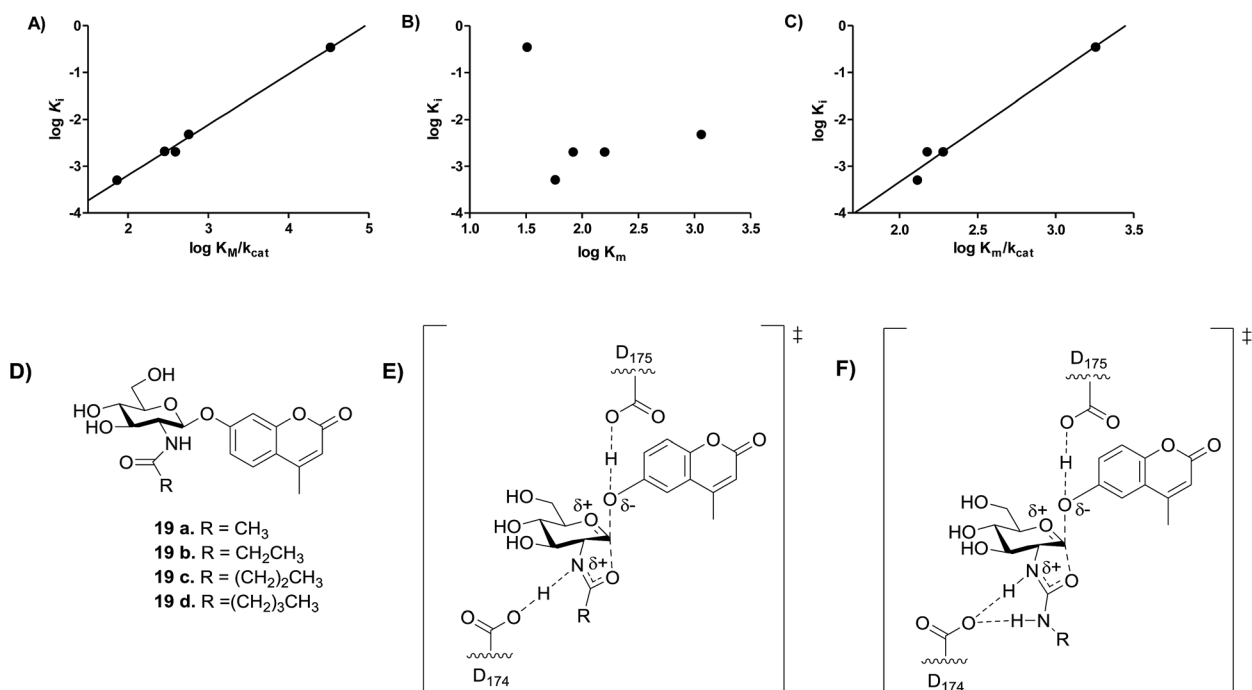 A)
0
-1
-2
-3
-4
log Ki
2 3 4 5
log KM/kcat
B)
0
-1
-2
-3
-4
log Ki
1.0 1.5 2.0 2.5 3.0 3.5
log Km
C)
0
-1
-2
-3
-4
log Ki
2.0 2.5 3.0 3.5
log Km/kcat
D)
OH
HO
O
HO
O
O
O
NH
O
R
19 a. R = CH3
19 b. R = CH2CH3
19 c. R = (CH2)2CH3
19 d. R =(CH2)3CH3
E)
‡
D175
O
O
H
O
O
HO
δ+
O
δ-
HO
O
HO
δ+
N
O
H
O
O
R
D174
F)
‡
D175
O
O
H
O
O
HO
δ+
O
δ-
HO
O
HO
δ+
N
O
H
O
O
H
N
R
D174